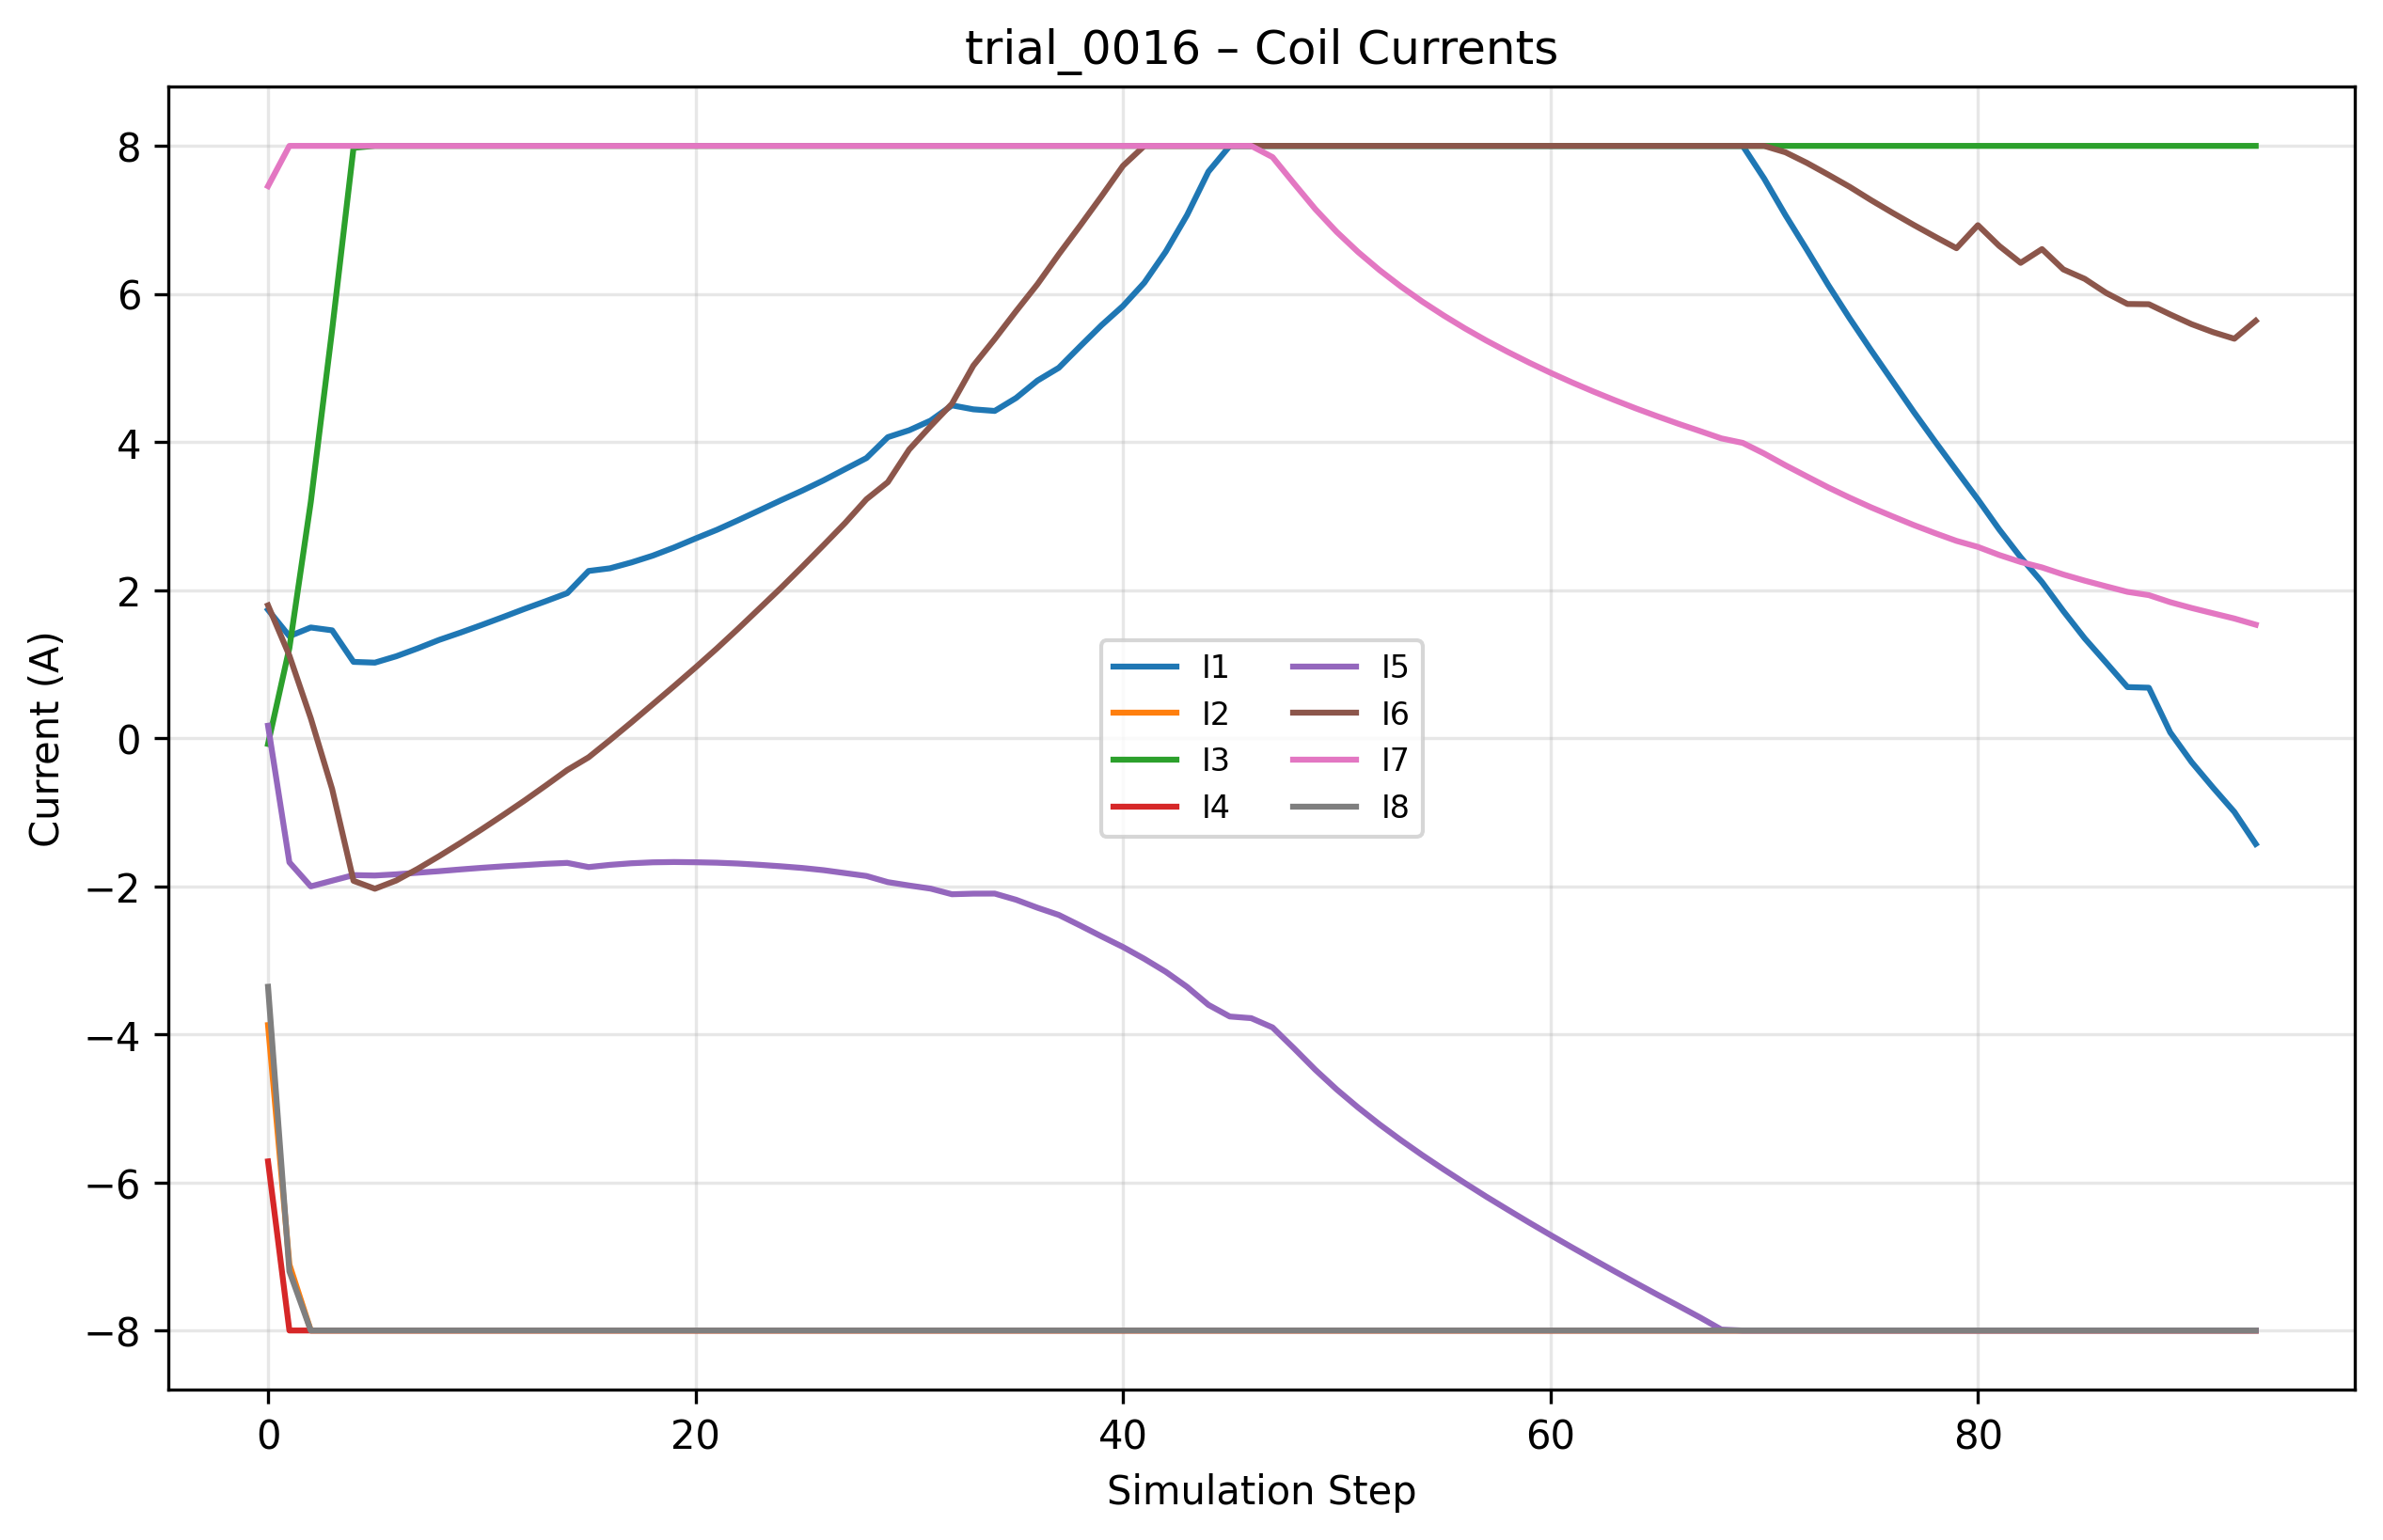 trial_0016 – Coil Currents
Current (A)
8
6
4
2
0
−2
−4
−6
−8
I1
I2
I3
I4
I5
I6
I7
I8
0
20
40
60
80
Simulation Step